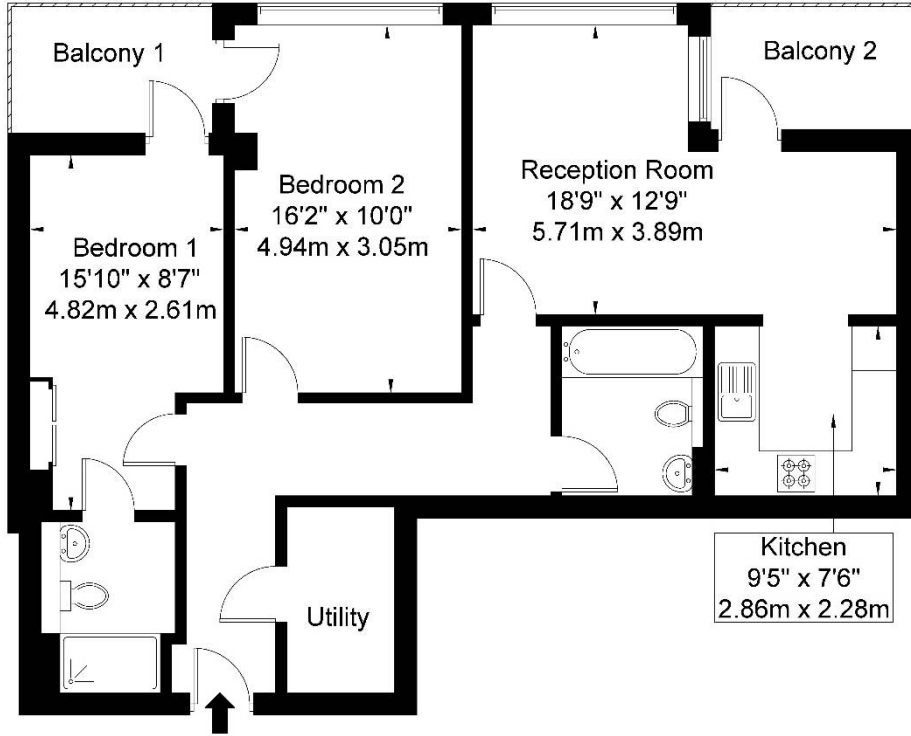 Balcony 1
Balcony 2
Bedroom 2
16'2" x 10'0"
4.94m x 3.05m
Reception Room
18'9" x 12'9"
5.71m x 3.89m
Bedroom 1
15'10" x 8'7"
4.82m x 2.61m
Kitchen
9'5" x 7'6"
2.86m x 2.28m
Utility